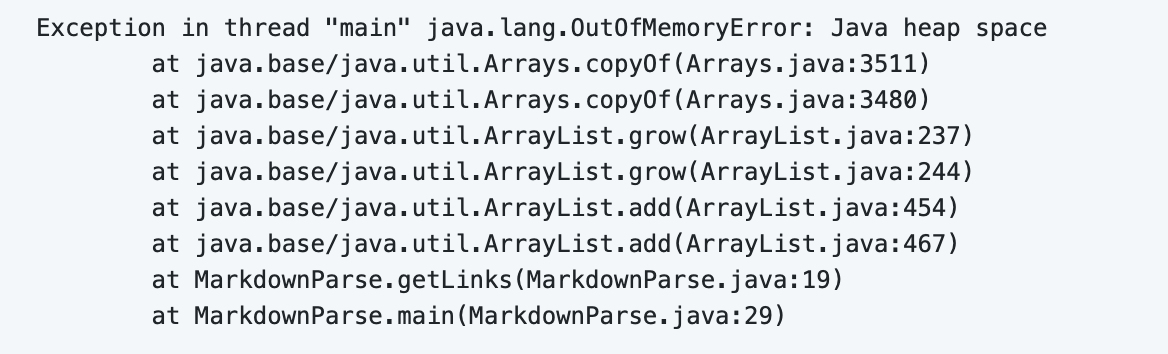 Exception in thread "main" java.lang.OutOfMemoryError: Java heap space
        at java.base/java.util.Arrays.copyOf(Arrays.java:3511)
        at java.base/java.util.Arrays.copyOf(Arrays.java:3480)
        at java.base/java.util.ArrayList.grow(ArrayList.java:237)
        at java.base/java.util.ArrayList.grow(ArrayList.java:244)
        at java.base/java.util.ArrayList.add(ArrayList.java:454)
        at java.base/java.util.ArrayList.add(ArrayList.java:467)
        at MarkdownParse.getLinks(MarkdownParse.java:19)
        at MarkdownParse.main(MarkdownParse.java:29)